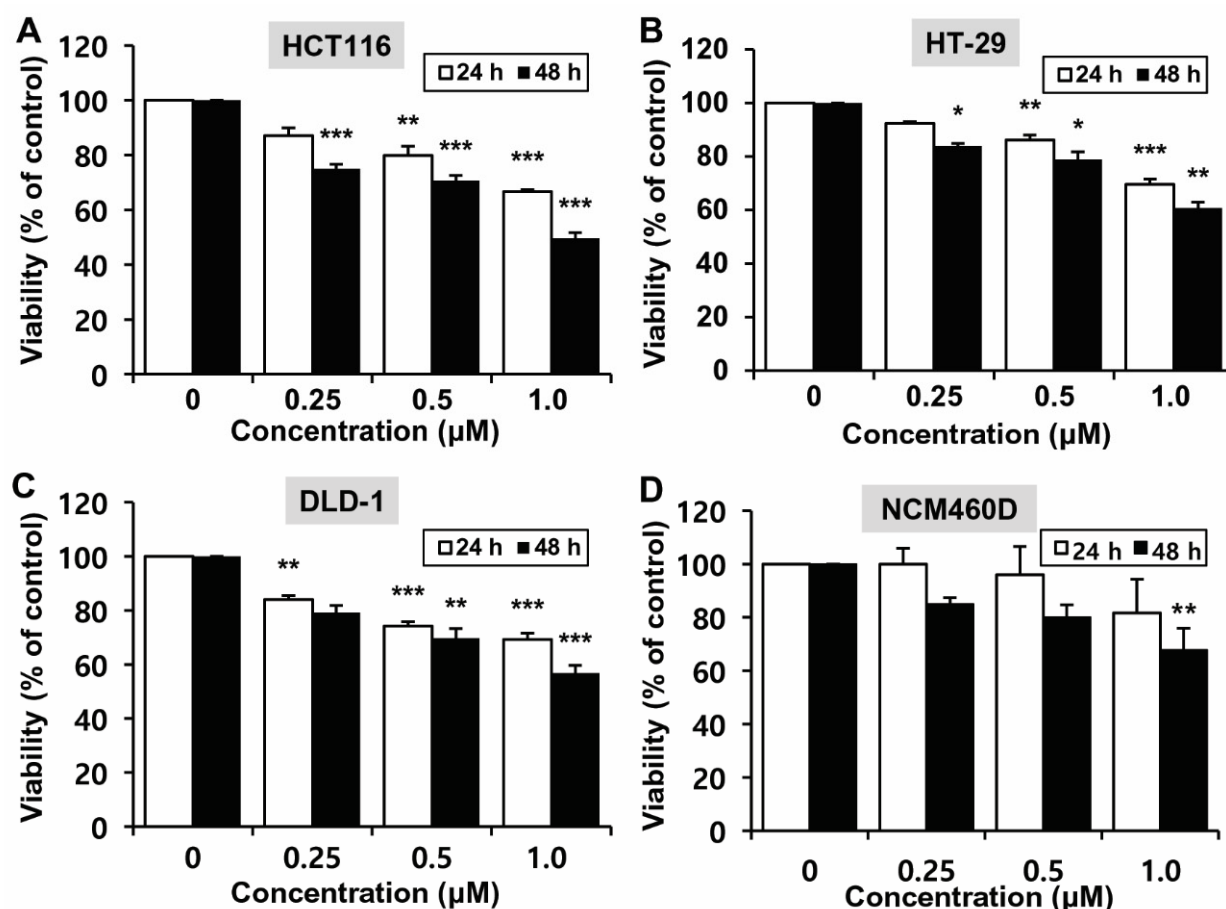 A
HCT116
24 h 48 h
Viability (% of control)
120
100
80
60
40
20
0
***
**
***
***
***
0 0.25 0.5 1.0
Concentration (µM)
B
HT-29
24 h 48 h
Viability (% of control)
120
100
80
60
40
20
0
*
**
*
***
**
0 0.25 0.5 1.0
Concentration (µM)
C
DLD-1
24 h 48 h
Viability (% of control)
120
100
80
60
40
20
0
**
***
**
***
***
0 0.25 0.5 1.0
Concentration (µM)
D
NCM460D
24 h 48 h
Viability (% of control)
120
100
80
60
40
20
0
**
0 0.25 0.5 1.0
Concentration (µM)